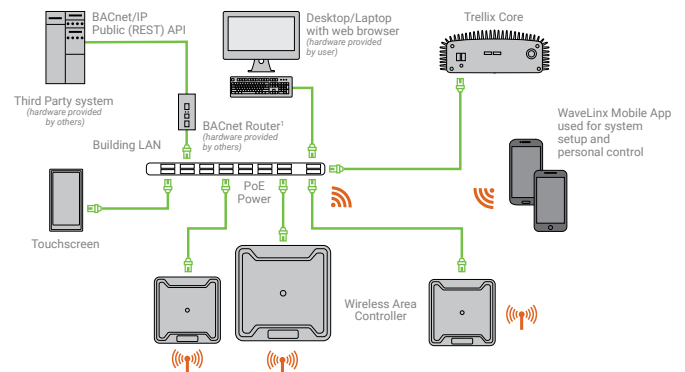 BACnet/IP
Public (REST) API
Desktop/Laptop
with web browser
(hardware provided
by user)
Trellix Core
Third Party system
(hardware provided
by others)
BACnet Router¹
(hardware provided
by others)
Building LAN
WaveLinx Mobile App
used for system
setup and
personal control
PoE
Power
Touchscreen
Wireless Area
Controller